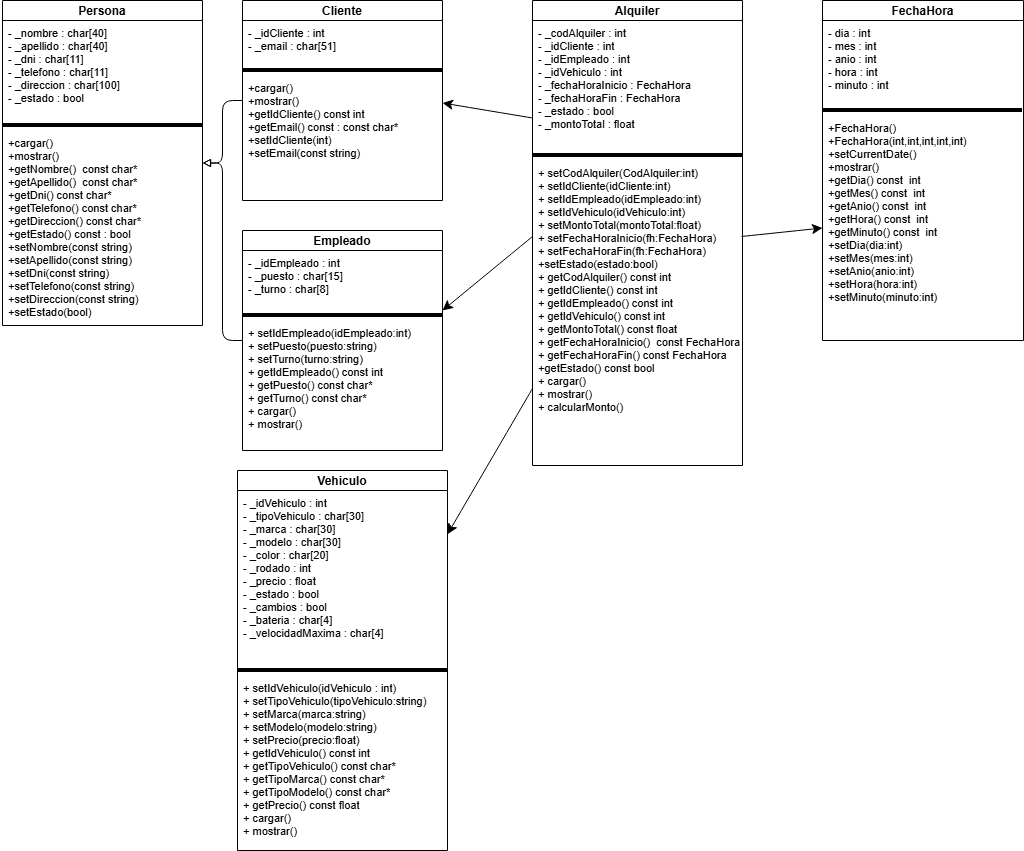 Persona
- _nombre : char[40]
- _apellido : char[40]
- _dni : char[11]
- _telefono : char[11]
- _direccion : char[100]
- _estado : bool
+cargar()
+mostrar()
+getNombre()  const char*
+getApellido()  const char*
+getDni() const char*
+getTelefono() const char*
+getDireccion() const char*
+getEstado() const : bool
+setNombre(const string)
+setApellido(const string)
+setDni(const string)
+setTelefono(const string)
+setDireccion(const string)
+setEstado(bool)
Cliente
- _idCliente : int
- _email : char[51]
+cargar()
+mostrar()
+getIdCliente() const int
+getEmail() const : const char*
+setIdCliente(int)
+setEmail(const string)
Empleado
- _idEmpleado : int
- _puesto : char[15]
- _turno : char[8]
+ setIdEmpleado(idEmpleado:int)
+ setPuesto(puesto:string)
+ setTurno(turno:string)
+ getIdEmpleado() const int
+ getPuesto() const char*
+ getTurno() const char*
+ cargar()
+ mostrar()
Vehiculo
- _idVehiculo : int
- _tipoVehiculo : char[30]
- _marca : char[30]
- _modelo : char[30]
- _color : char[20]
- _rodado : int
- _precio : float
- _estado : bool
- _cambios : bool
- _bateria : char[4]
- _velocidadMaxima : char[4]
+ setIdVehiculo(idVehiculo : int)
+ setTipoVehiculo(tipoVehiculo:string)
+ setMarca(marca:string)
+ setModelo(modelo:string)
+ setPrecio(precio:float)
+ getIdVehiculo() const int
+ getTipoVehiculo() const char*
+ getTipoMarca() const char*
+ getTipoModelo() const char*
+ getPrecio() const float
+ cargar()
+ mostrar()
Alquiler
- _codAlquiler : int
- _idCliente : int
- _idEmpleado : int
- _idVehiculo : int
- _fechaHoraInicio : FechaHora
- _fechaHoraFin : FechaHora
- _estado : bool
- _montoTotal : float
+ setCodAlquiler(CodAlquiler:int)
+ setIdCliente(idCliente:int)
+ setIdEmpleado(idEmpleado:int)
+ setIdVehiculo(idVehiculo:int)
+ setMontoTotal(montoTotal:float)
+ setFechaHoraInicio(fh:FechaHora)
+ setFechaHoraFin(fh:FechaHora)
+setEstado(estado:bool)
+ getCodAlquiler() const int
+ getIdCliente() const int
+ getIdEmpleado() const int
+ getIdVehiculo() const int
+ getMontoTotal() const float
+ getFechaHoraInicio()  const FechaHora
+ getFechaHoraFin() const FechaHora
+getEstado() const bool
+ cargar()
+ mostrar()
+ calcularMonto()
FechaHora
- dia : int
- mes : int
- anio : int
- hora : int
- minuto : int
+FechaHora()
+FechaHora(int,int,int,int,int)
+setCurrentDate()
+mostrar()
+getDia() const  int
+getMes() const  int
+getAnio() const  int
+getHora() const  int
+getMinuto() const  int
+setDia(dia:int)
+setMes(mes:int)
+setAnio(anio:int)
+setHora(hora:int)
+setMinuto(minuto:int)